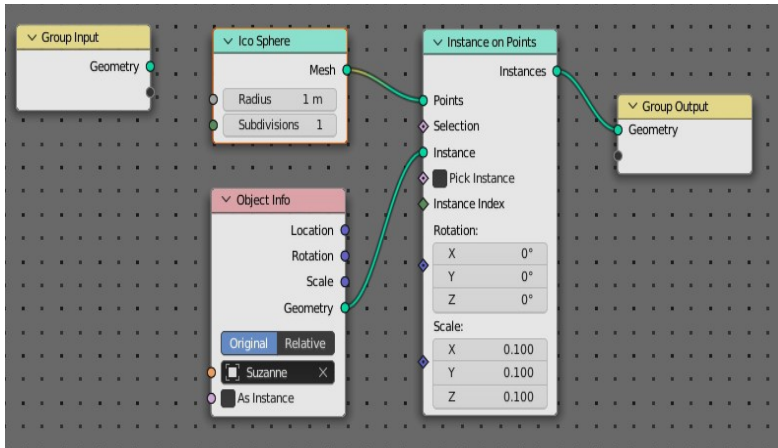 Group Input
Geometry
Ico Sphere
Mesh
Radius 1 m
Subdivisions 1
Object Info
Location
Rotation
Scale
Geometry
Original Relative
Suzanne X
As Instance
Instance on Points
Instances
Points
Selection
Instance
Pick Instance
Instance Index
Rotation:
X 0°
Y 0°
Z 0°
Scale:
X 0.100
Y 0.100
Z 0.100
Group Output
Geometry